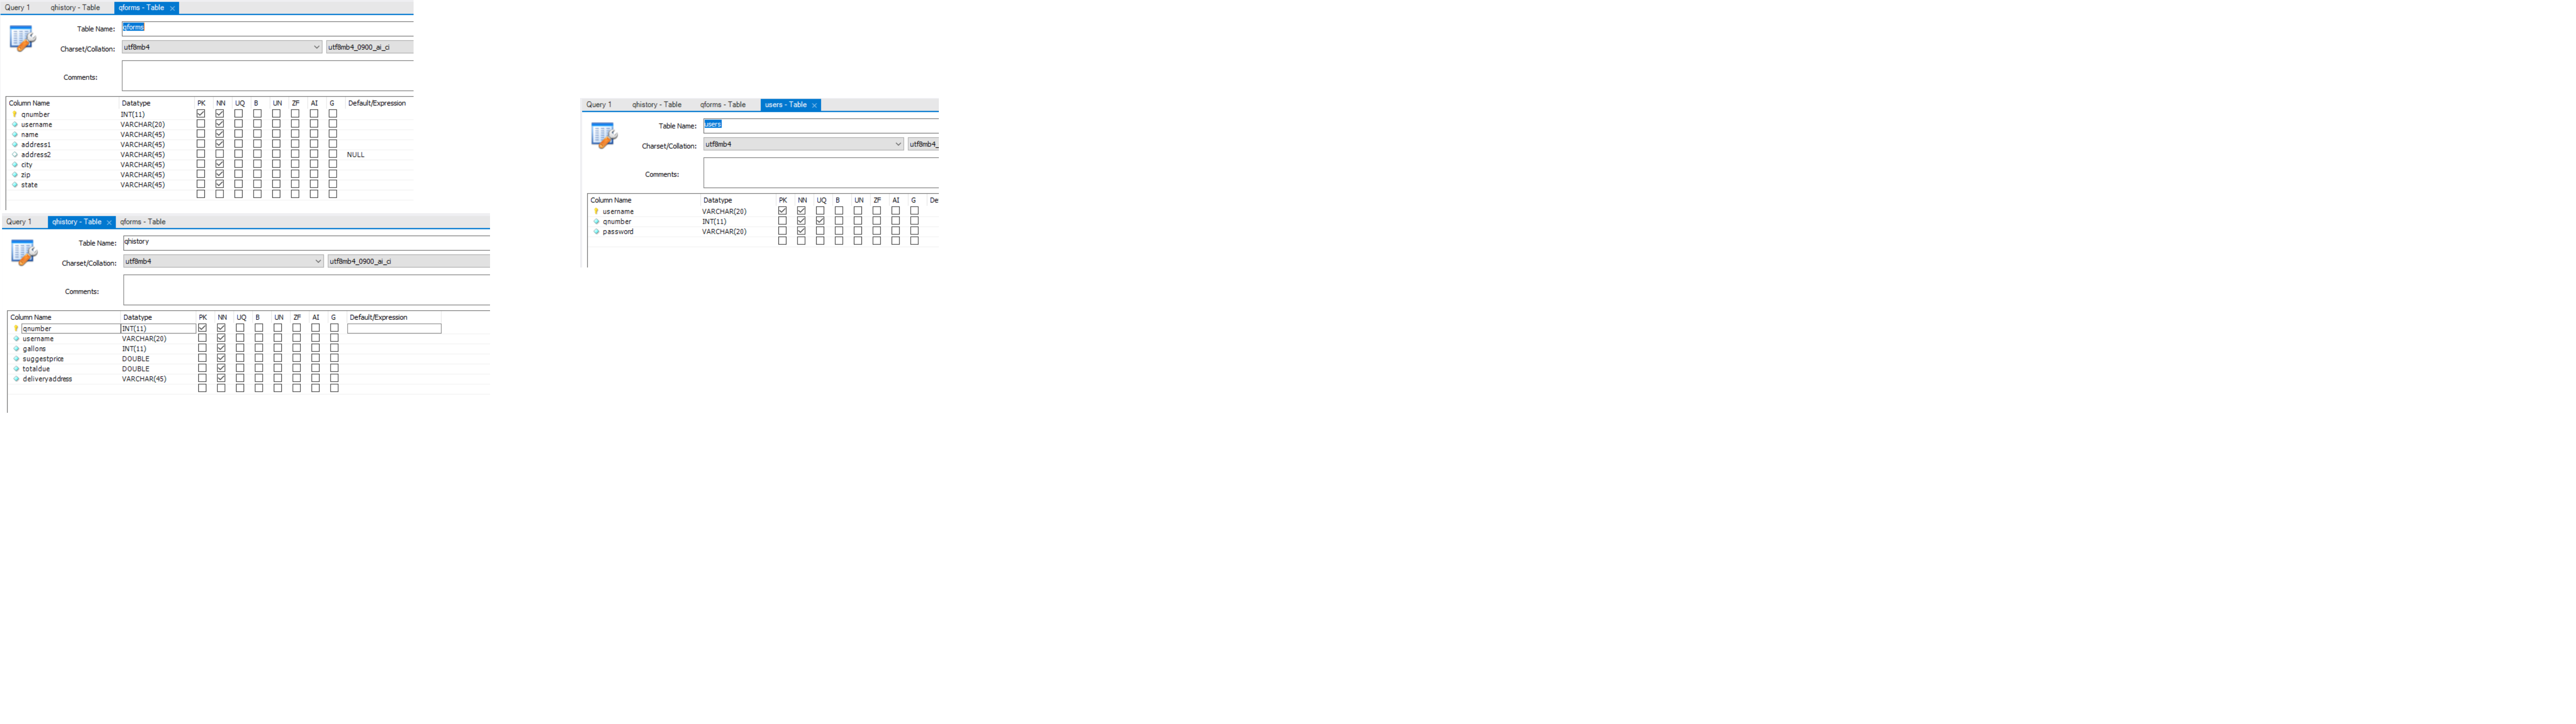 Query 1 qhistory - Table qforms - Table
Table Name: qforms
Charset/Collation: utf8mb4 utf8mb4_0900_ai_ci
Comments:
Column Name Datatype PK NN UQ B UN ZF AI G Default/Expression
qnumber INT(11)
username VARCHAR(20)
name VARCHAR(45)
address1 VARCHAR(45)
address2 VARCHAR(45) NULL
city VARCHAR(45)
zip VARCHAR(45)
state VARCHAR(45)
Query 1 qhistory - Table qforms - Table
Table Name: qhistory
Charset/Collation: utf8mb4 utf8mb4_0900_ai_ci
Comments:
Column Name Datatype PK NN UQ B UN ZF AI G Default/Expression
qnumber INT(11)
username VARCHAR(20)
gallons INT(11)
suggestprice DOUBLE
totaldue DOUBLE
deliveryaddress VARCHAR(45)
Query 1 qhistory - Table qforms - Table users - Table
Table Name: users
Charset/Collation: utf8mb4 utf8mb4_
Comments:
Column Name Datatype PK NN UQ B UN ZF AI G De
username VARCHAR(20)
qnumber INT(11)
password VARCHAR(20)